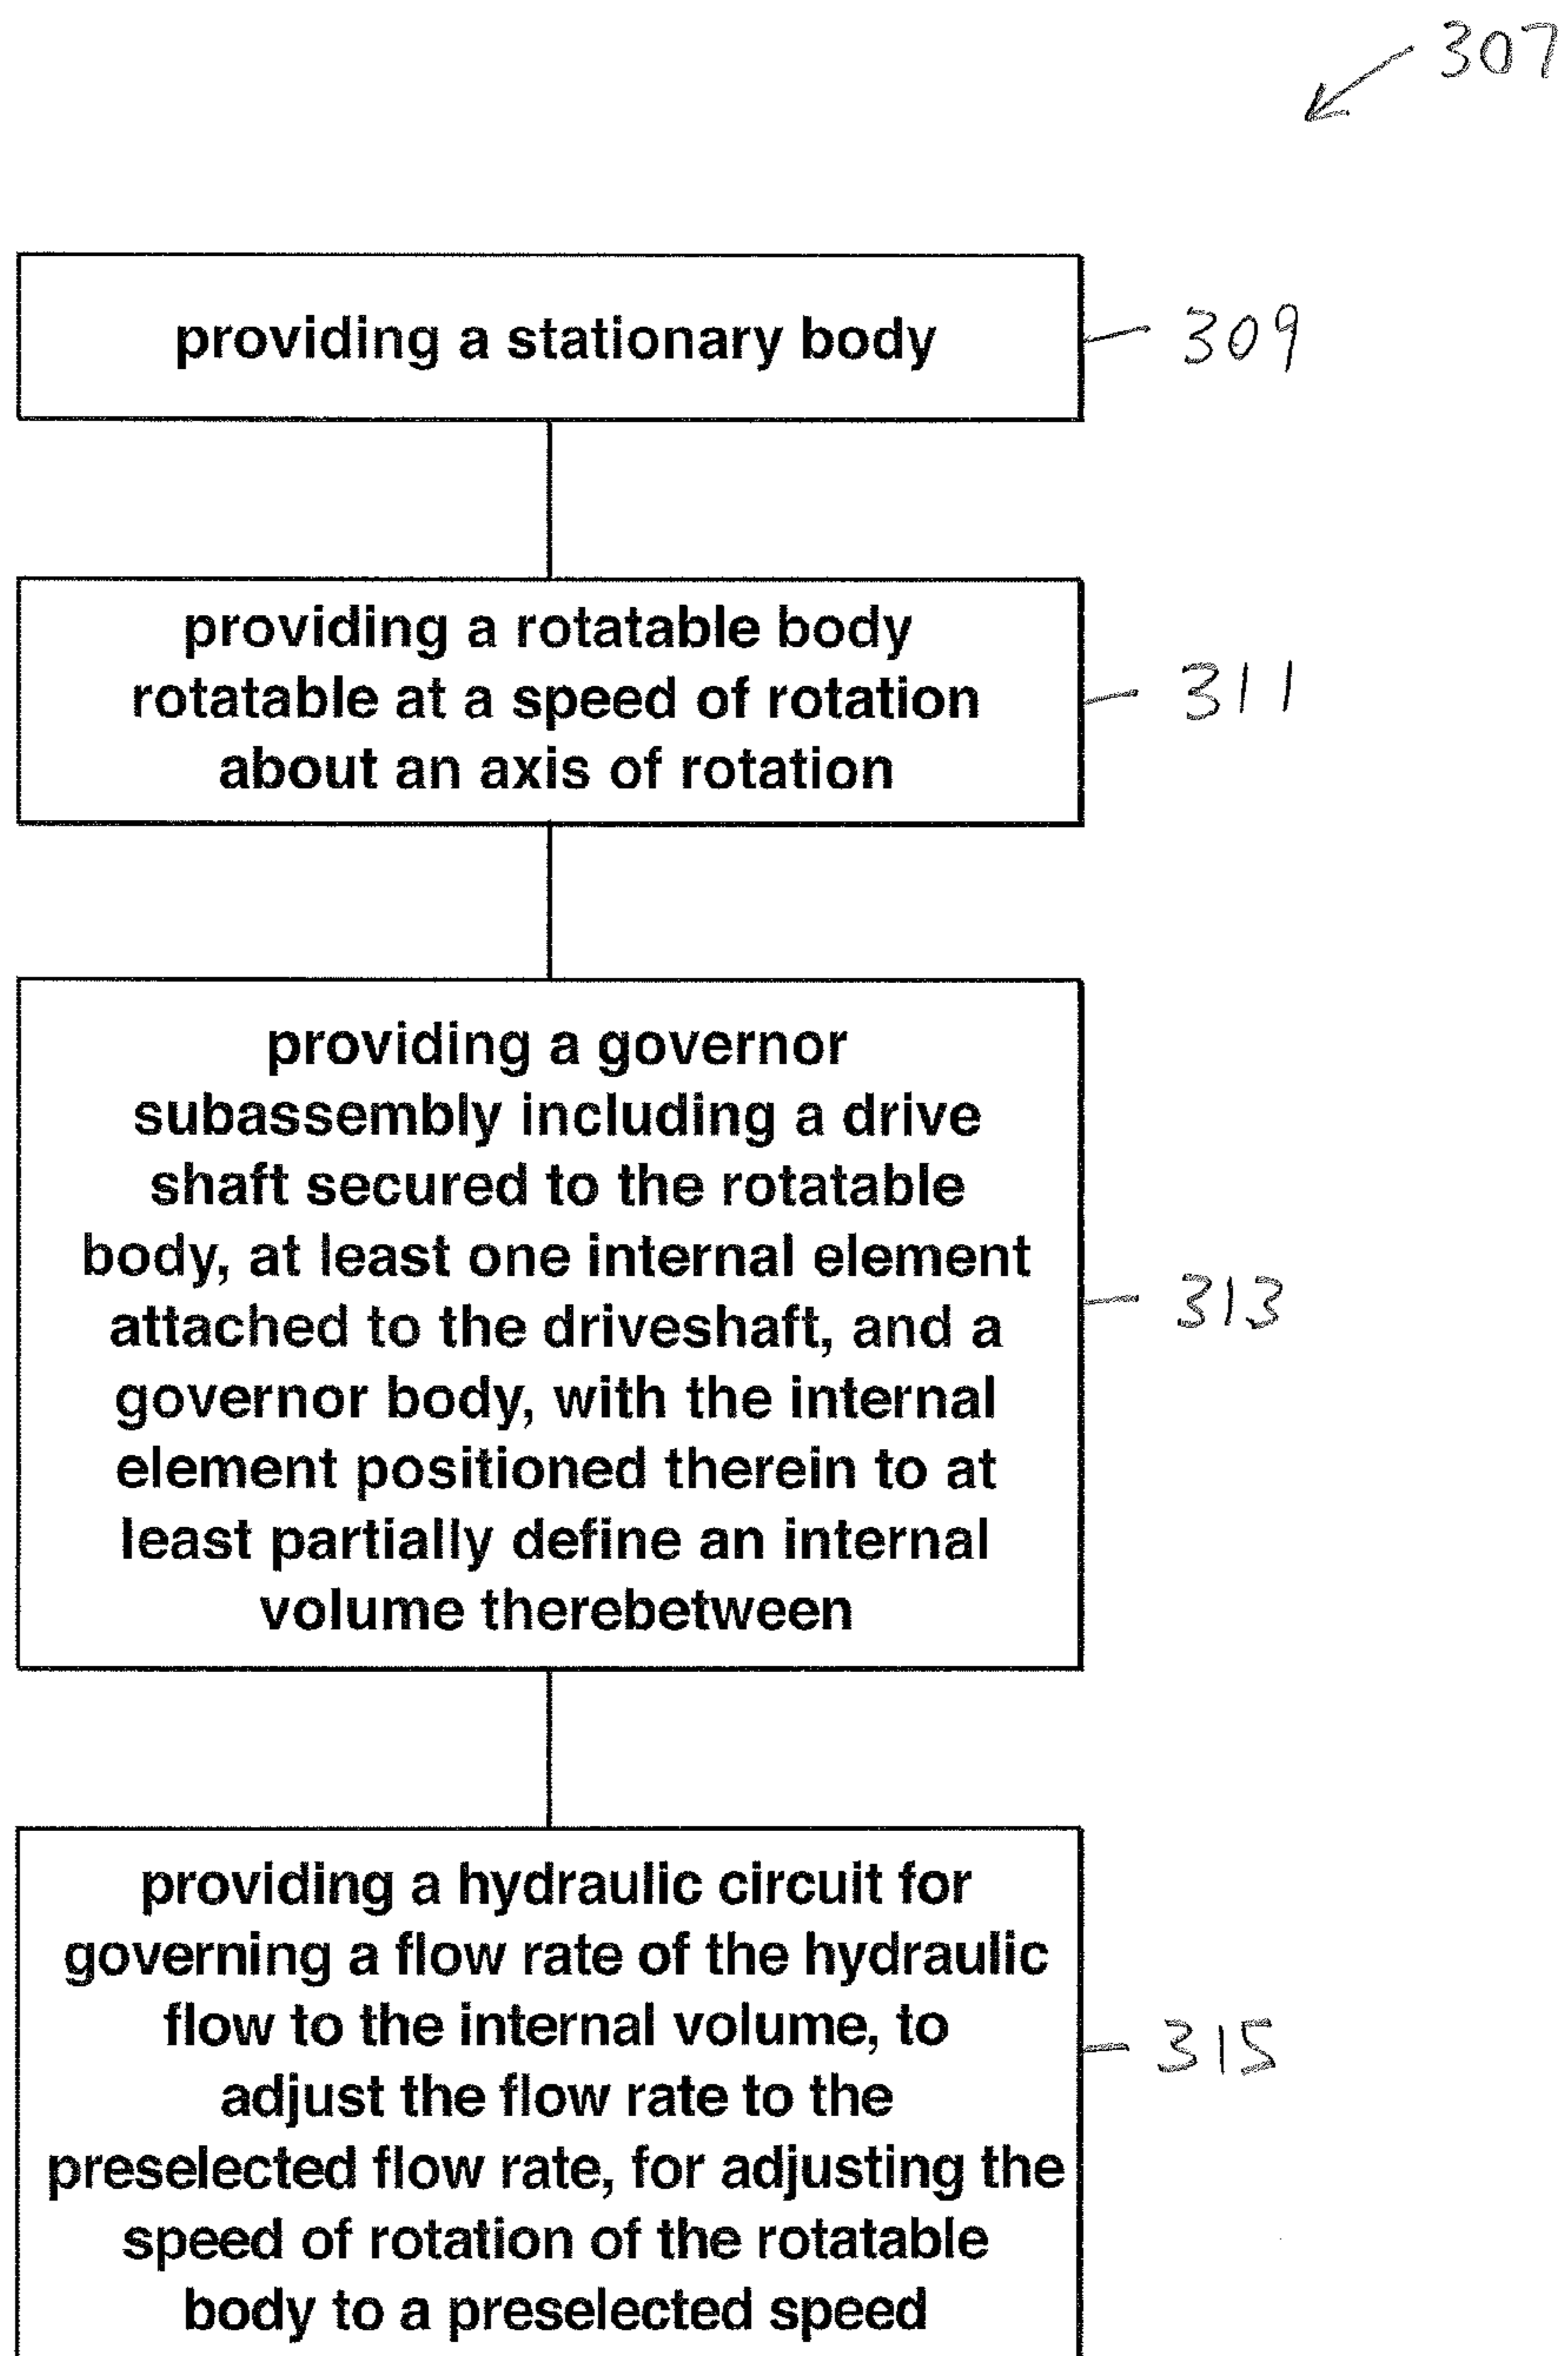 307
providing a stationary body
309
providing a rotatable body
rotatable at a speed of rotation
about an axis of rotation
311
providing a governor
subassembly including a drive
shaft secured to the rotatable
body, at least one internal element
attached to the driveshaft, and a
governor body, with the internal
element positioned therein to at
least partially define an internal
volume therebetween
313
providing a hydraulic circuit for
governing a flow rate of the hydraulic
flow to the internal volume, to
adjust the flow rate to the
preselected flow rate, for adjusting the
speed of rotation of the rotatable
body to a preselected speed
315